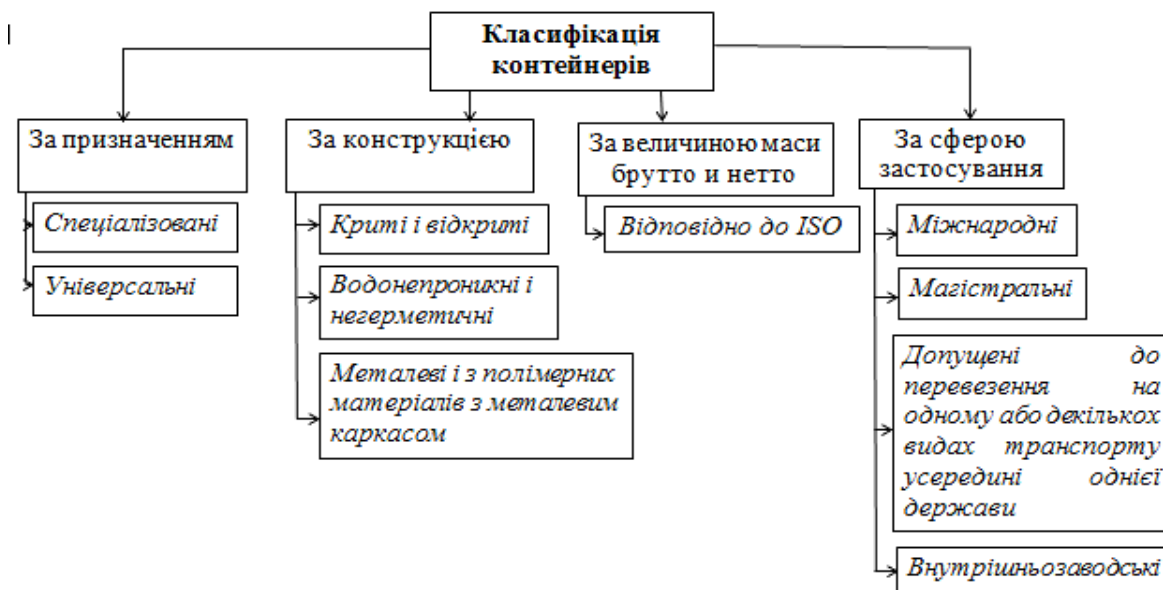 Класифікація
контейнерів
За призначенням
Спеціалізовані
Універсальні
За конструкцією
Криті і відкриті
Водонепроникні і
негерметичні
Металеві і з полімерних
матеріалів з металевим
каркасом
За величиною маси
брутто и нетто
Відповідно до ISO
За сферою
застосування
Міжнародні
Магістральні
Допущені до
перевезення на
одному або декількох
видах транспорту
усередині однієї
держави
Внутрішньозаводські